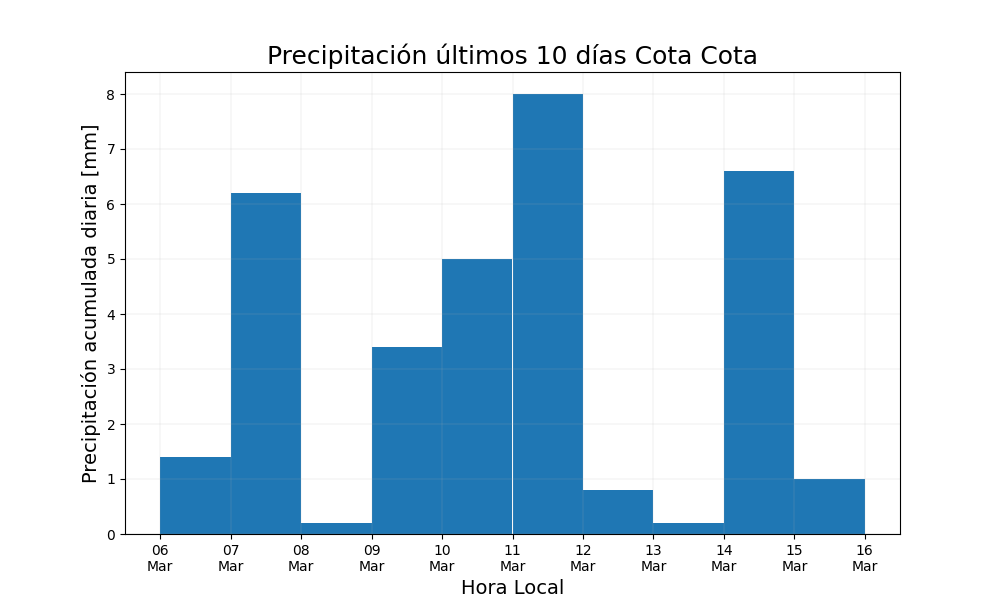 Precipitación últimos 10 días Cota Cota
Precipitación acumulada diaria [mm]
8
7
6
5
4
3
2
1
0
06 07 08 09 10 11 12 13 14 15 16
Mar Mar Mar Mar Mar Mar Mar Mar Mar Mar Mar
Hora Local